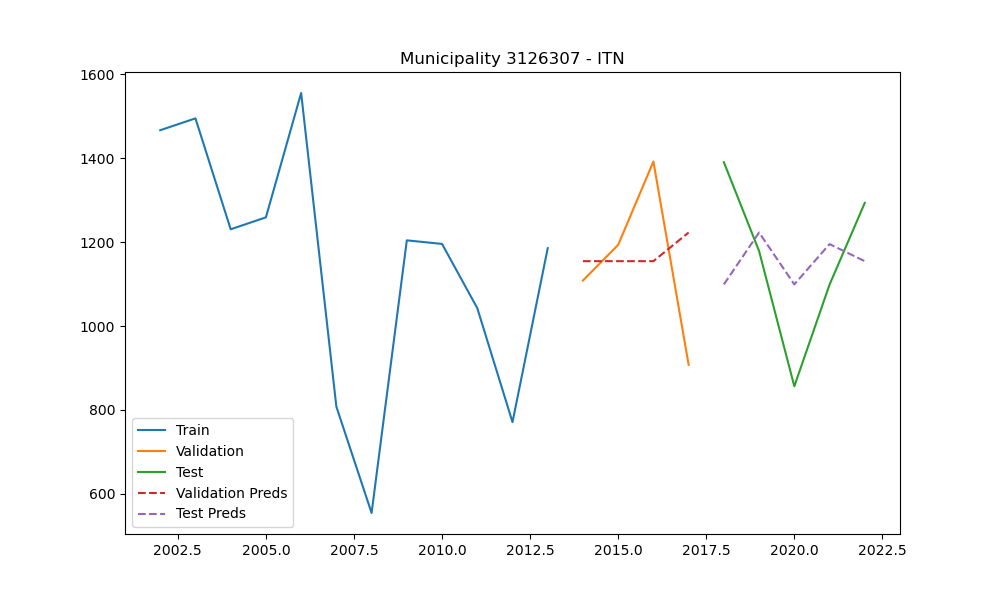 Municipality 3126307 - ITN
1600
1400
1200
1000
800
600
Train
Validation
Test
Validation Preds
Test Preds
2002.5 2005.0 2007.5 2010.0 2012.5 2015.0 2017.5 2020.0 2022.5